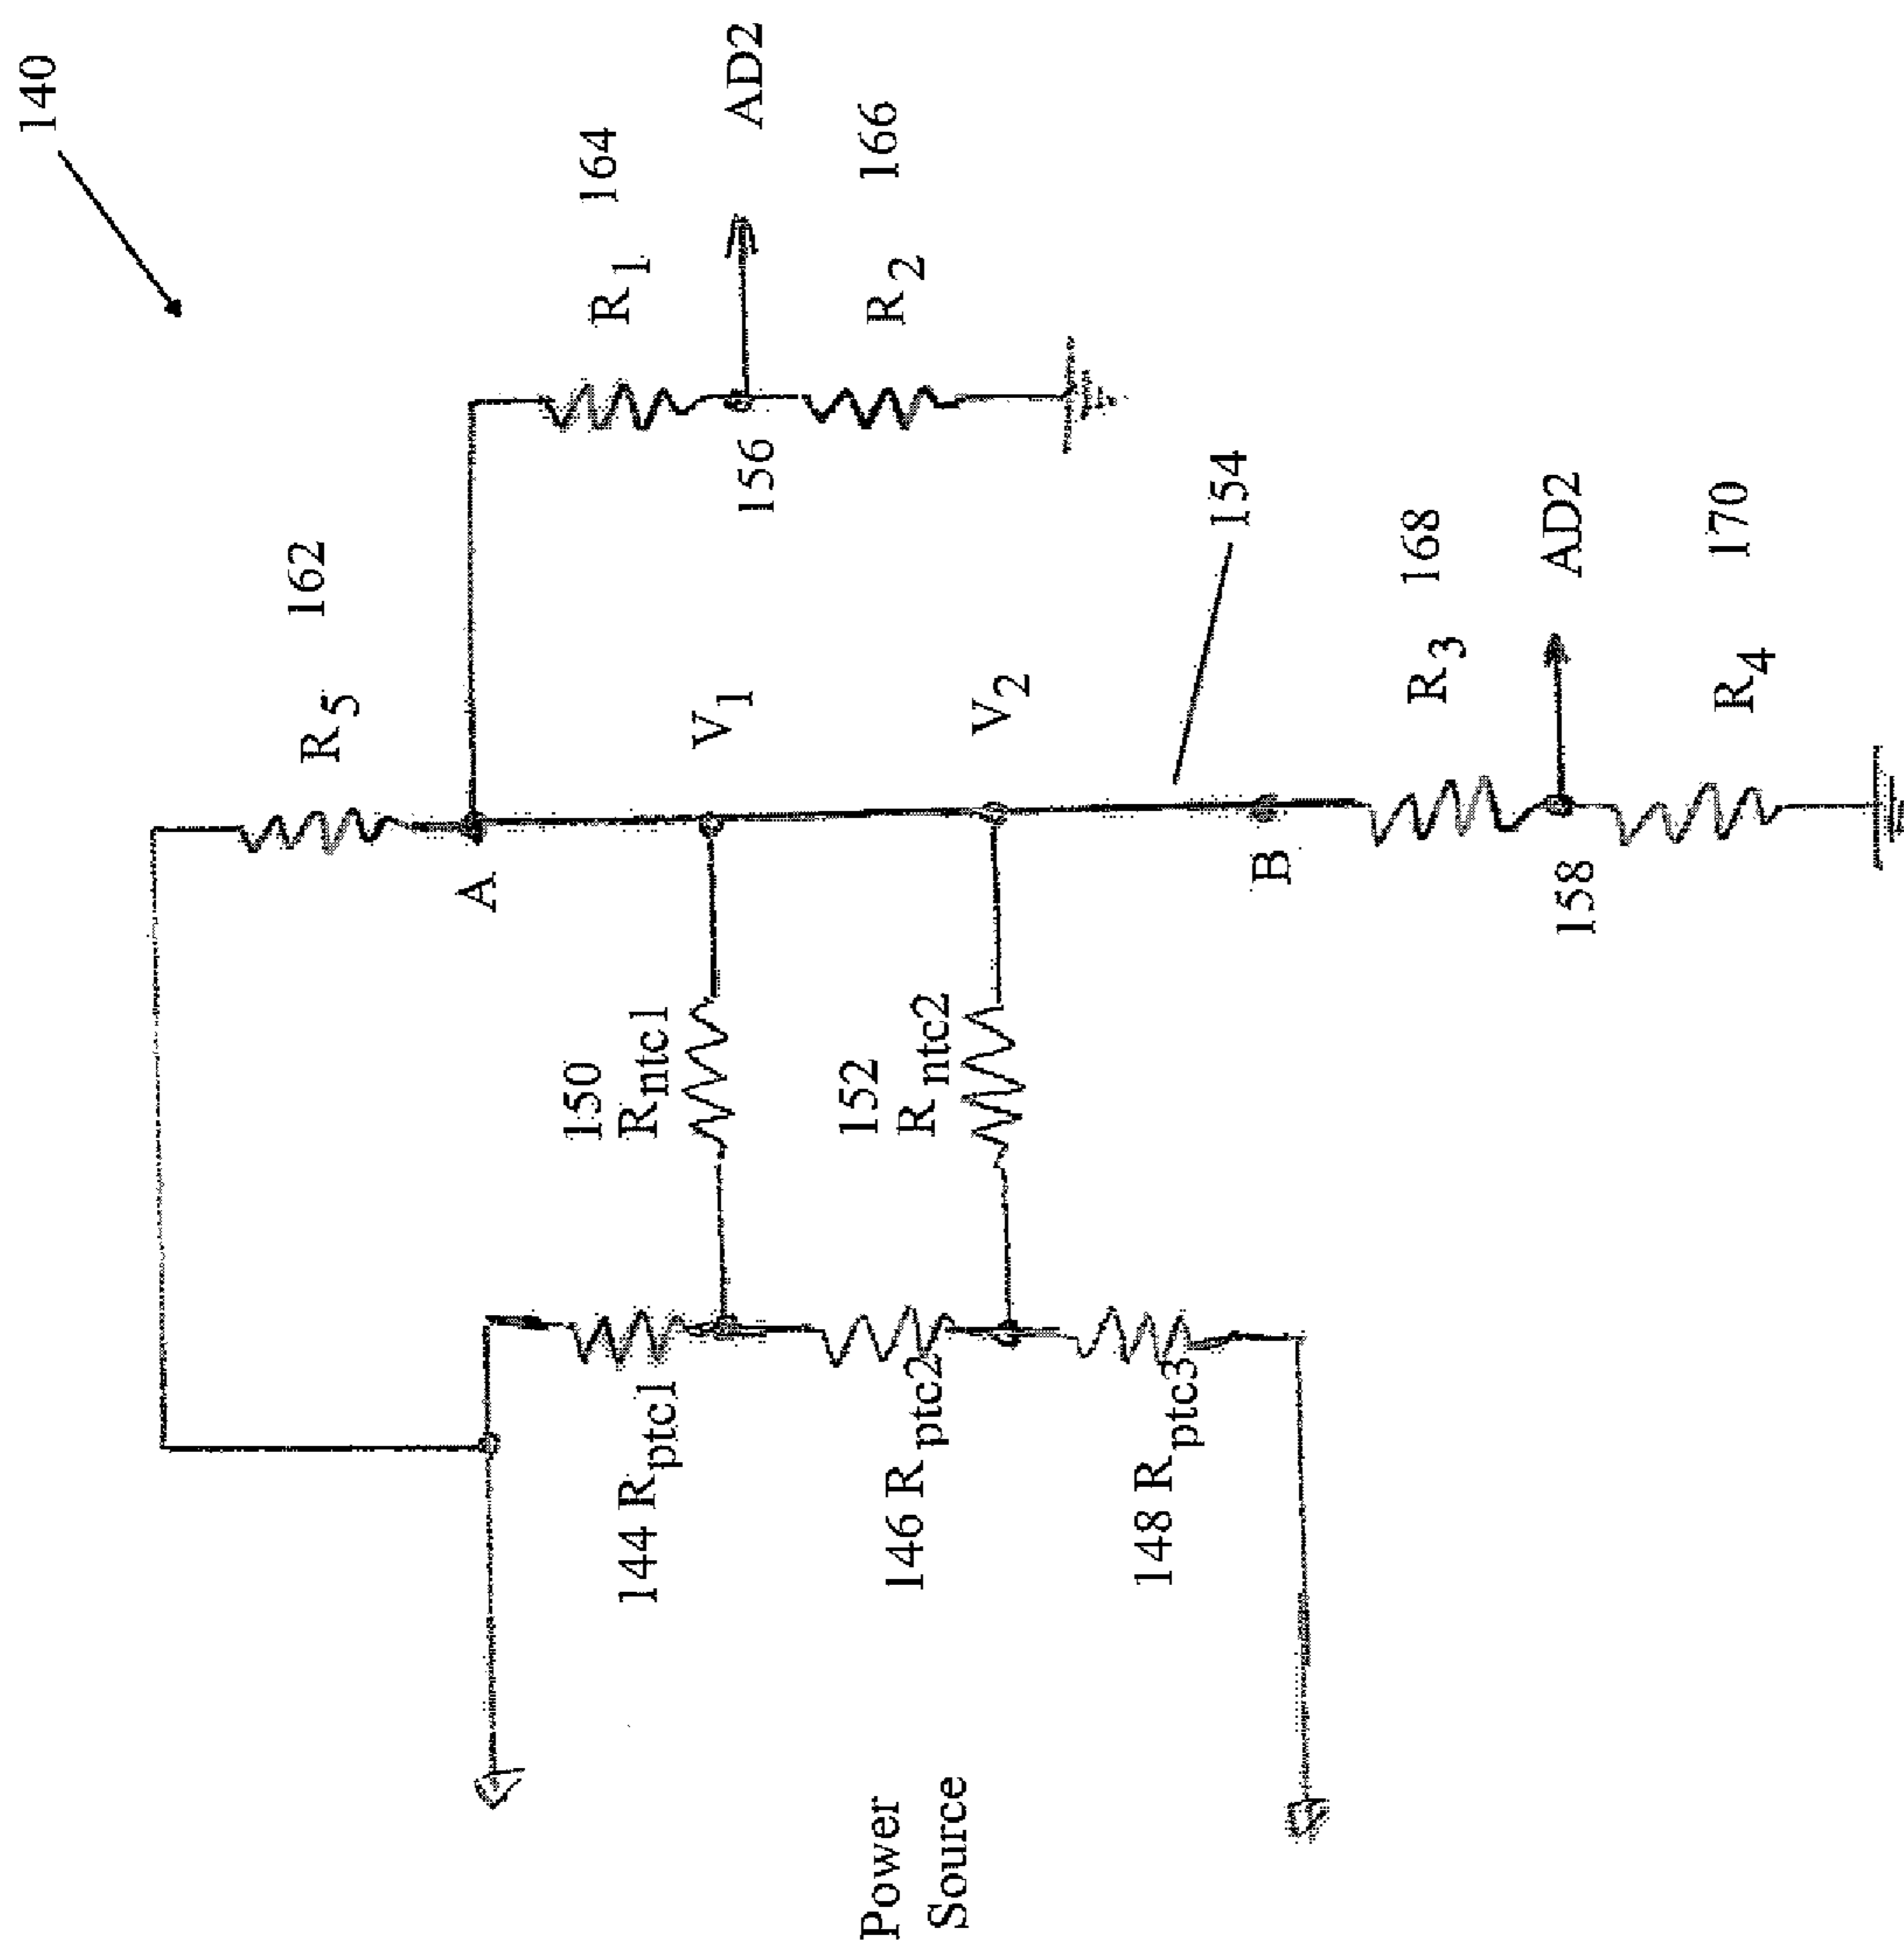 140
R5 162
A
R1 164
V1
156
AD2
R2 166
150
Rntc1
144 Rptc1
Power
Source
146 Rptc2
152
Rntc2
V2
154
B
148 Rptc3
R3 168
158
AD2
R4 170